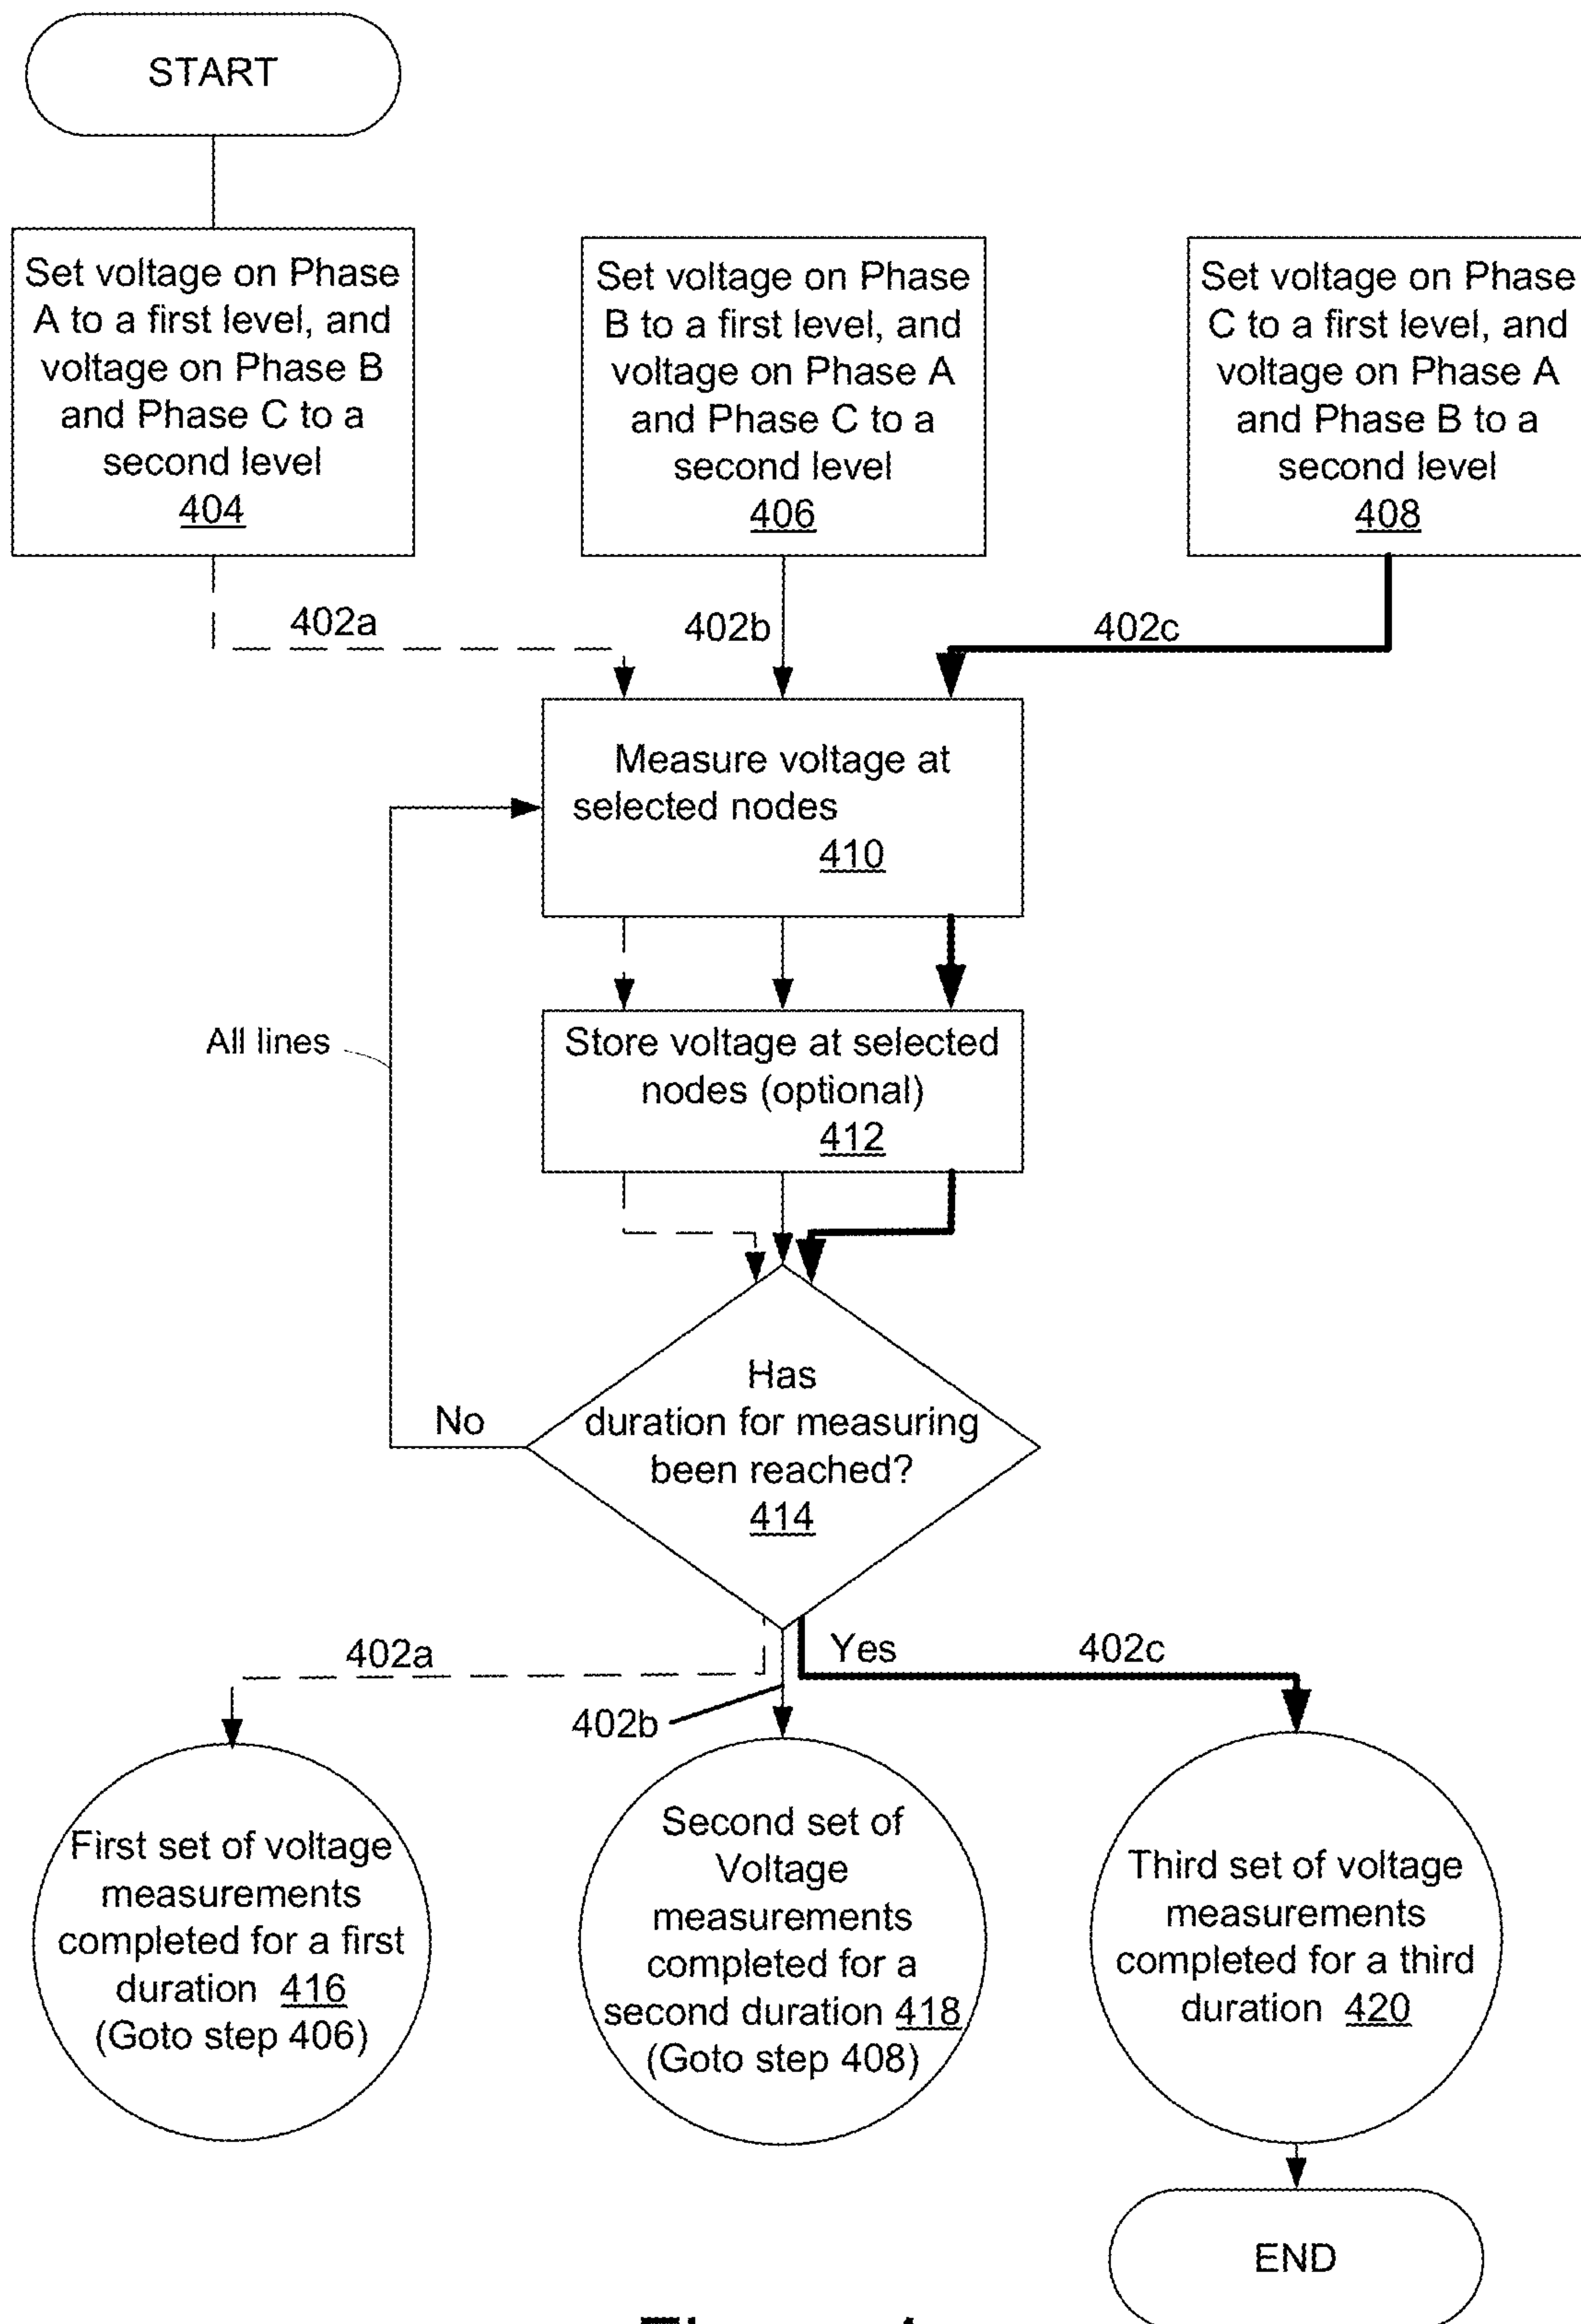 START
Set voltage on Phase
A to a first level, and
voltage on Phase B
and Phase C to a
second level
404
Set voltage on Phase
B to a first level, and
voltage on Phase A
and Phase C to a
second level
406
Set voltage on Phase
C to a first level, and
voltage on Phase A
and Phase B to a
second level
408
402a
402b
402c
Measure voltage at
selected nodes
410
All lines
Store voltage at selected
nodes (optional)
412
Has
duration for measuring
been reached?
414
No
Yes
402a
402b
402c
First set of voltage
measurements
completed for a first
duration 416
(Goto step 406)
Second set of
Voltage
measurements
completed for a
second duration 418
(Goto step 408)
Third set of voltage
measurements
completed for a third
duration 420
END